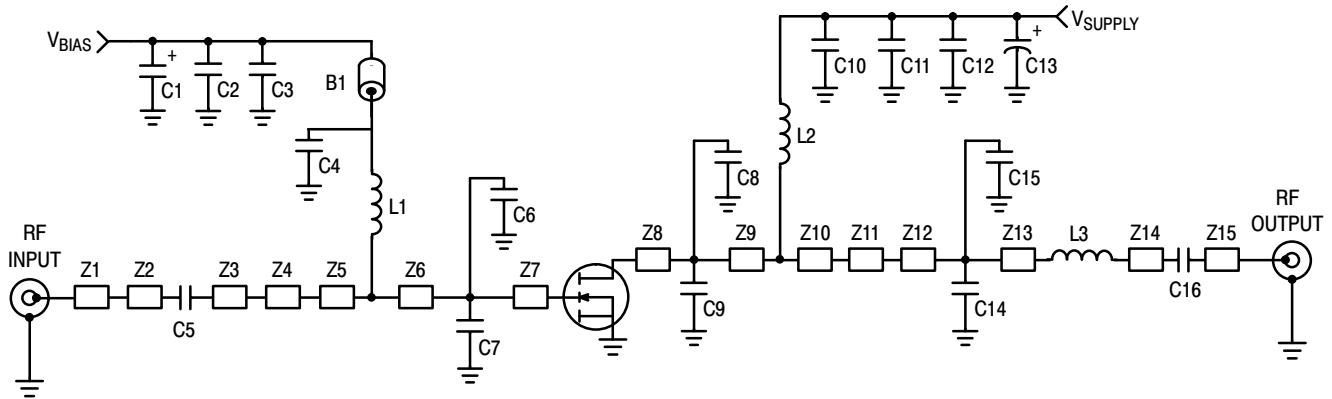 V_BIAS
+
C1
C2
C3
B1
C4
L1
C6
RF
INPUT
Z1
Z2
C5
Z3
Z4
Z5
Z6
C7
Z7
Z8
C8
C9
Z9
L2
V_SUPPLY
+
C10
C11
C12
C13
Z10
Z11
Z12
C15
C14
Z13
L3
Z14
C16
Z15
RF
OUTPUT